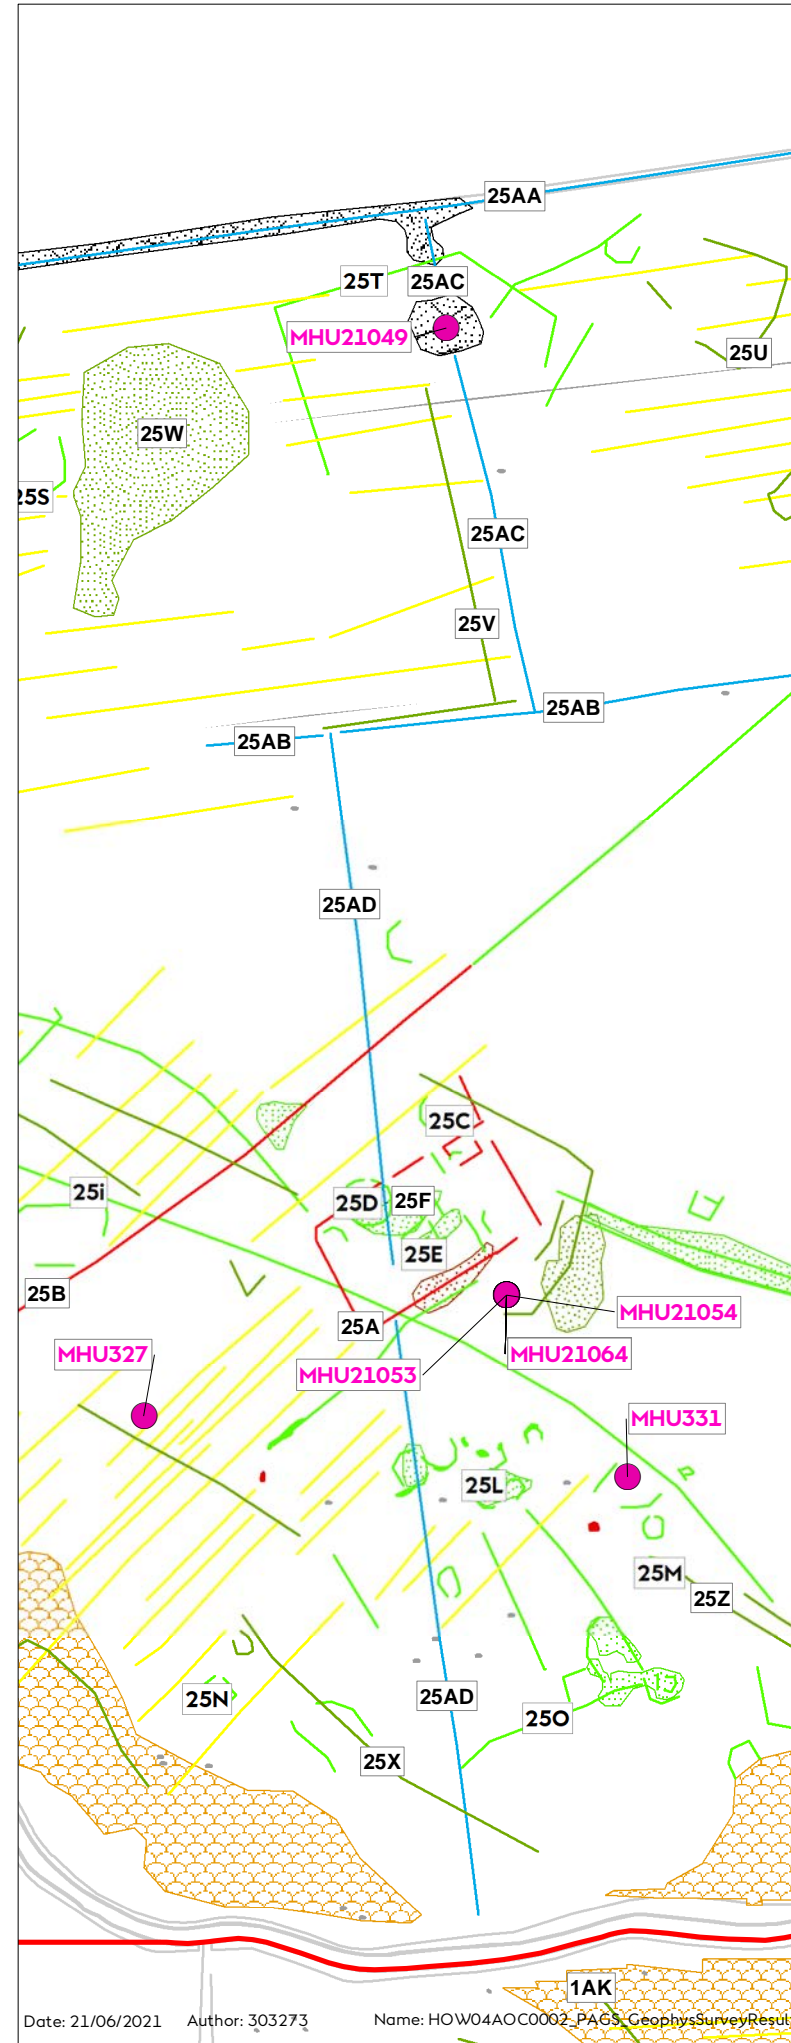 25AA
25T
25AC
MHU21049
25U
25W
25S
25AC
25V
25AB
25AB
25AD
25C
25i
25D
25F
25E
25B
25A
MHU21054
MHU327
MHU21064
MHU21053
MHU331
25L
25M
25Z
25N
25AD
25O
25X
1AK
Date: 21/06/2021 Author: 303273 Name: HOW04AOC0002_PAGS_GeophysSurveyResul